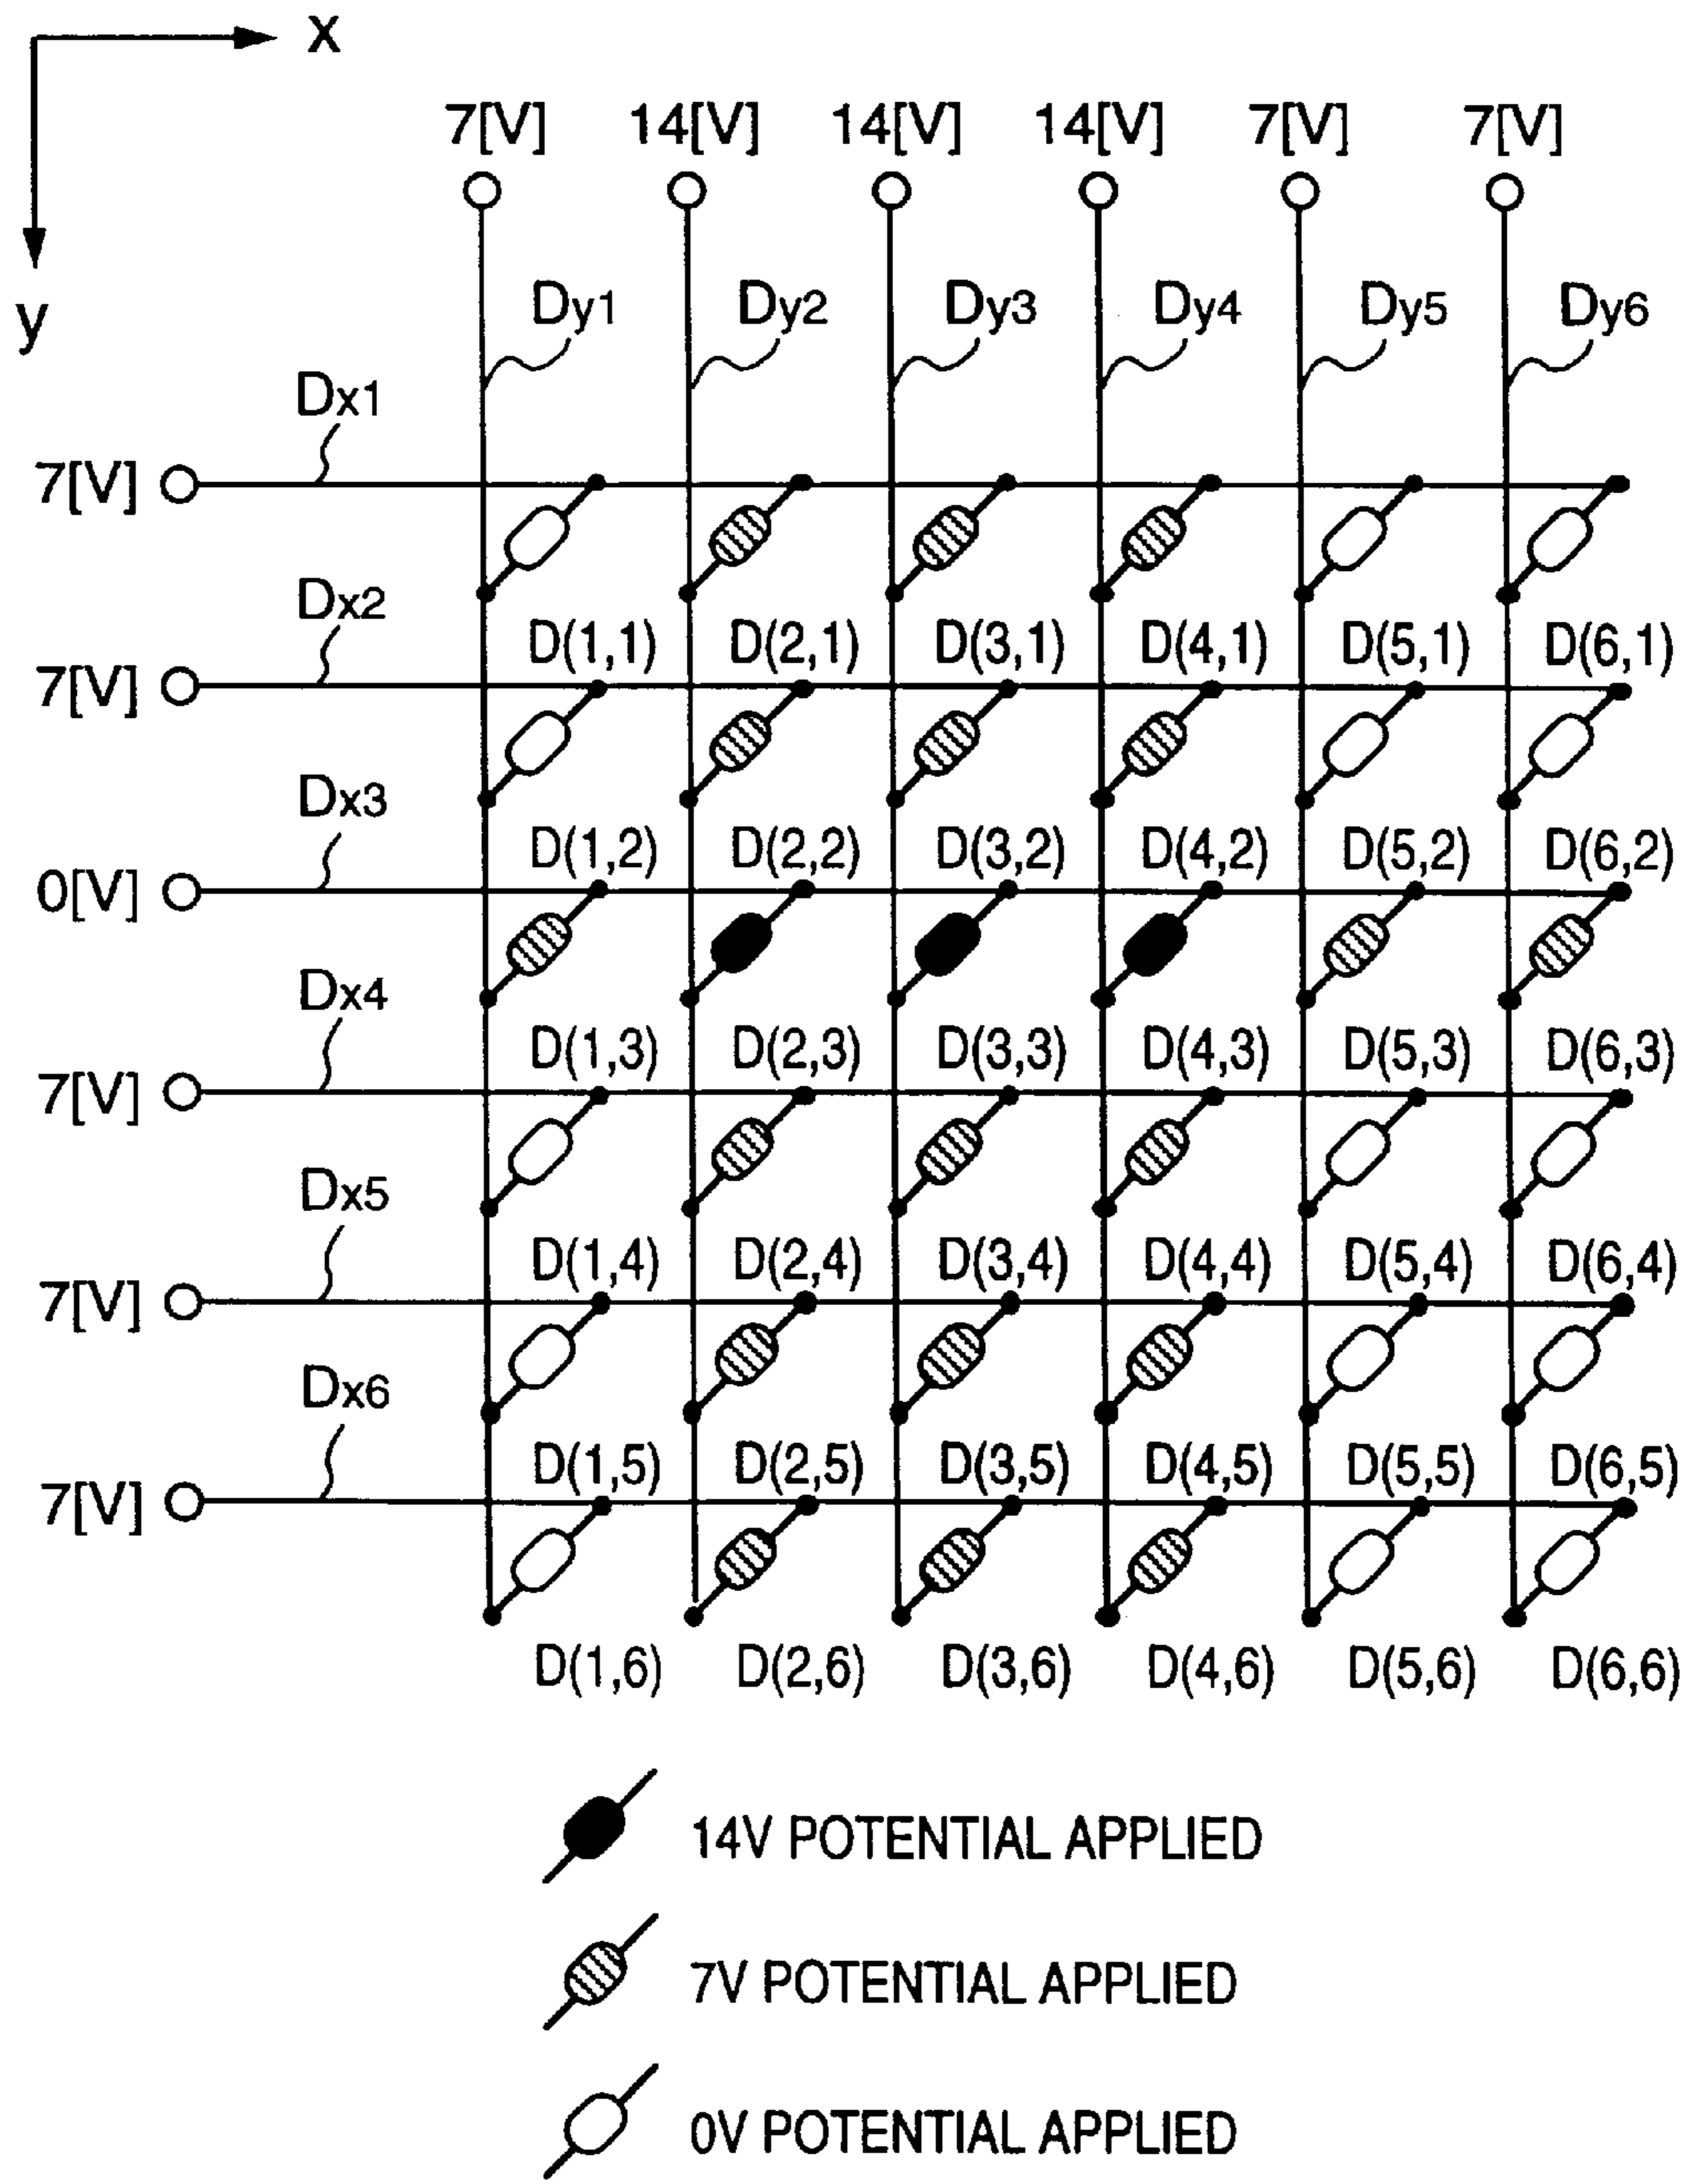 x
7[V] 14[V] 14[V] 14[V] 7[V] 7[V]
y
Dy1 Dy2 Dy3 Dy4 Dy5 Dy6
Dx1
7[V]
Dx2
D(1,1) D(2,1) D(3,1) D(4,1) D(5,1) D(6,1)
7[V]
Dx3
D(1,2) D(2,2) D(3,2) D(4,2) D(5,2) D(6,2)
0[V]
Dx4
D(1,3) D(2,3) D(3,3) D(4,3) D(5,3) D(6,3)
7[V]
Dx5
D(1,4) D(2,4) D(3,4) D(4,4) D(5,4) D(6,4)
7[V]
Dx6
D(1,5) D(2,5) D(3,5) D(4,5) D(5,5) D(6,5)
7[V]
D(1,6) D(2,6) D(3,6) D(4,6) D(5,6) D(6,6)
14V POTENTIAL APPLIED
7V POTENTIAL APPLIED
0V POTENTIAL APPLIED